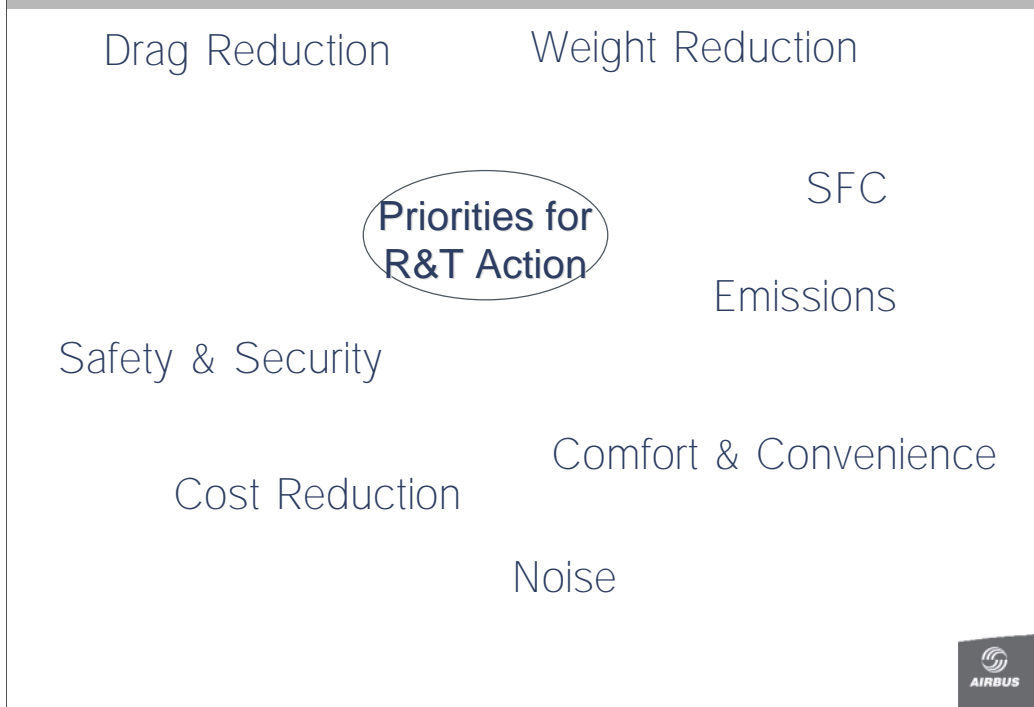 Drag Reduction
Weight Reduction
SFC
Priorities for
R&T Action
Emissions
Safety & Security
Comfort & Convenience
Cost Reduction
Noise
AIRBUS